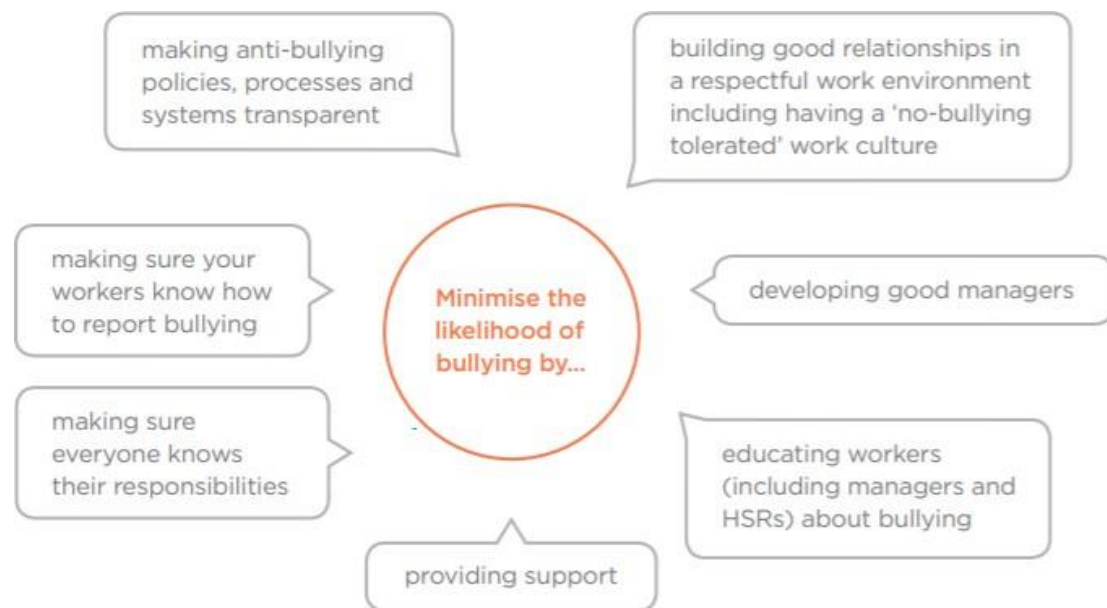 making anti-bullying
policies, processes and
systems transparent
building good relationships in
a respectful work environment
including having a ‘no-bullying
tolerated’ work culture
making sure your
workers know how
to report bullying
Minimise the
likelihood of
bullying by...
developing good managers
making sure
everyone knows
their responsibilities
educating workers
(including managers and
HSRs) about bullying
providing support